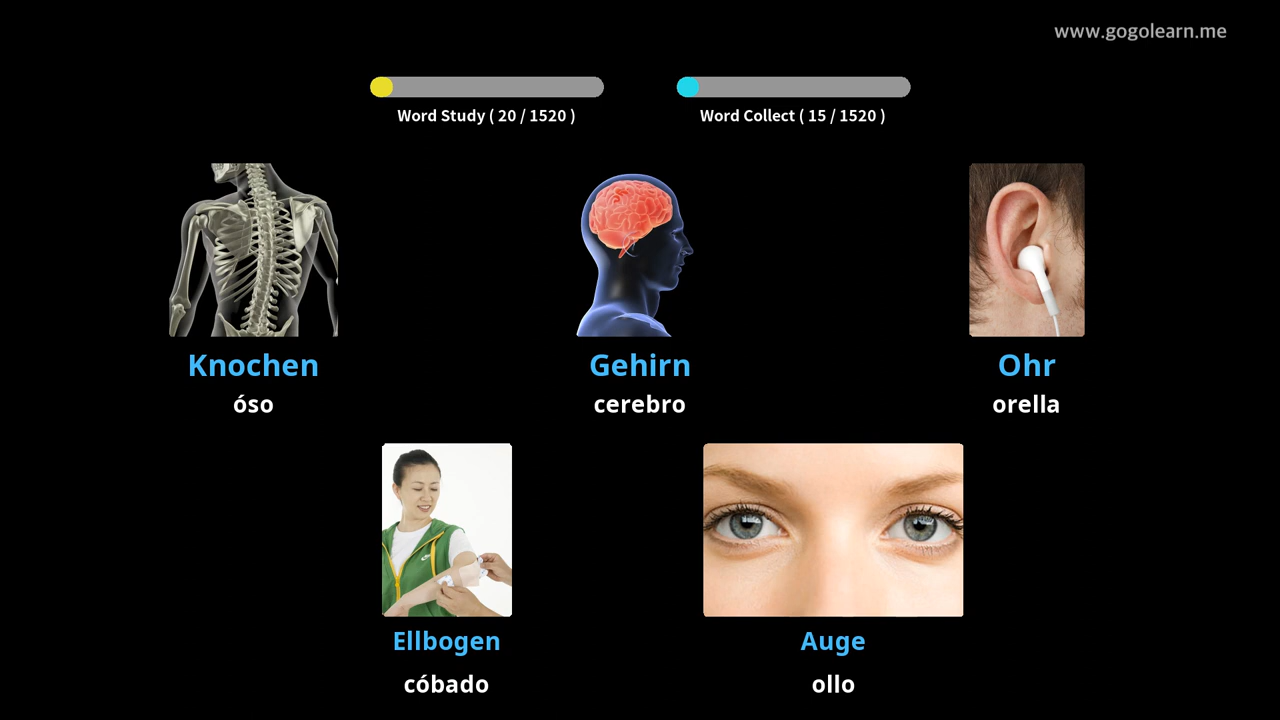 www.gogolearn.me
Word Study ( 20 / 1520 )
Word Collect ( 15 / 1520 )
Knochen
óso
Gehirn
cerebro
Ohr
orella
Ellbogen
cóbado
Auge
ollo